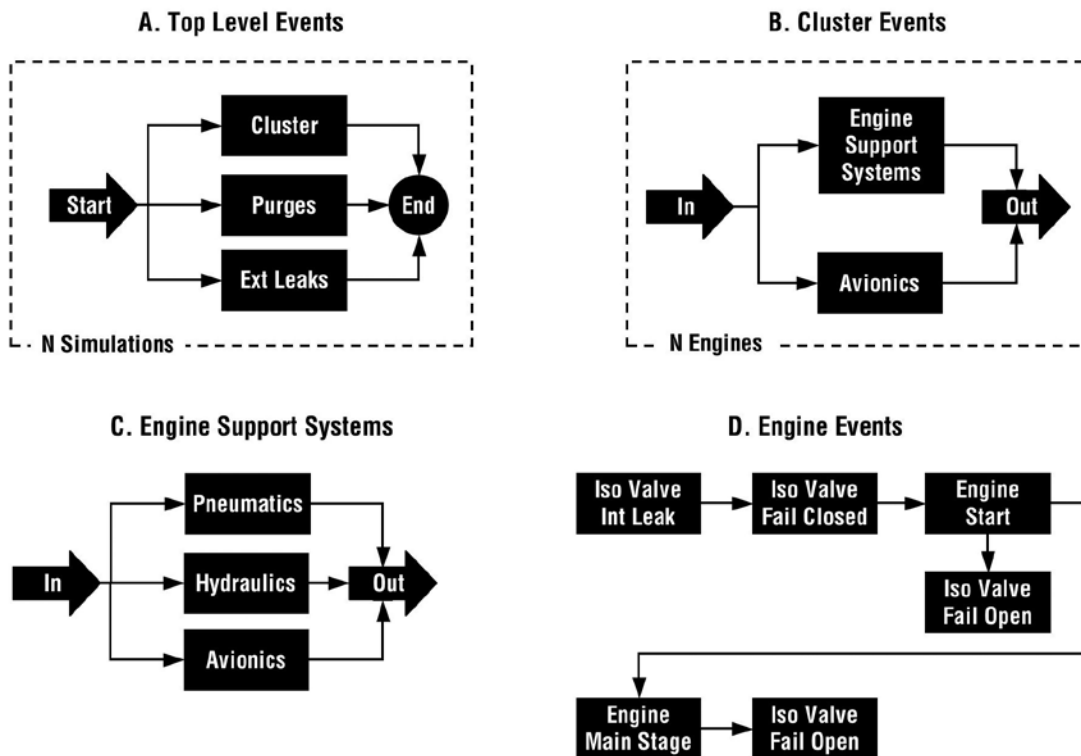 A. Top Level Events
Cluster
Start
Purges
End
Ext Leaks
N Simulations
B. Cluster Events
Engine
Support
Systems
In
Out
Avionics
N Engines
C. Engine Support Systems
Pneumatics
In
Hydraulics
Out
Avionics
D. Engine Events
Iso Valve
Int Leak
Iso Valve
Fail Closed
Engine
Start
Iso Valve
Fail Open
Engine
Main Stage
Iso Valve
Fail Open